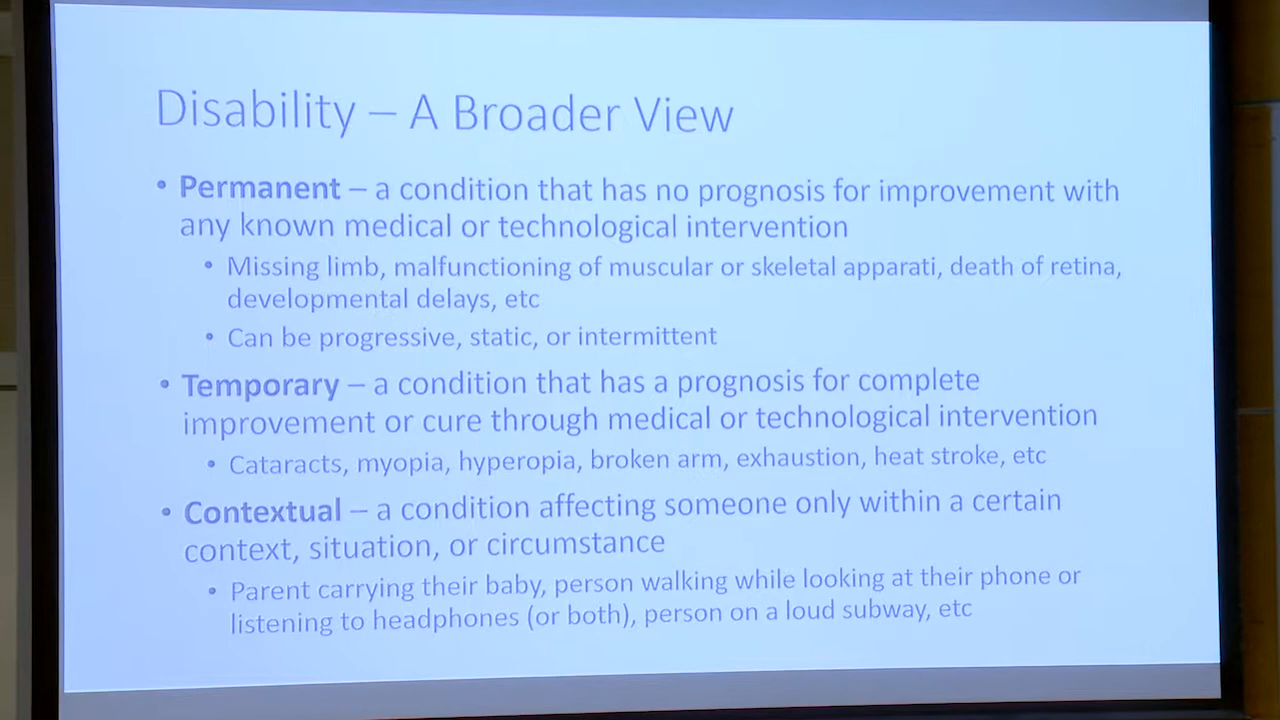 Disability – A Broader View
• Permanent – a condition that has no prognosis for improvement with
any known medical or technological intervention
• Missing limb, malfunctioning of muscular or skeletal apparati, death of retina,
developmental delays, etc
• Can be progressive, static, or intermittent
• Temporary – a condition that has a prognosis for complete
improvement or cure through medical or technological intervention
• Cataracts, myopia, hyperopia, broken arm, exhaustion, heat stroke, etc
• Contextual – a condition affecting someone only within a certain
context, situation, or circumstance
• Parent carrying their baby, person walking while looking at their phone or
listening to headphones (or both), person on a loud subway, etc